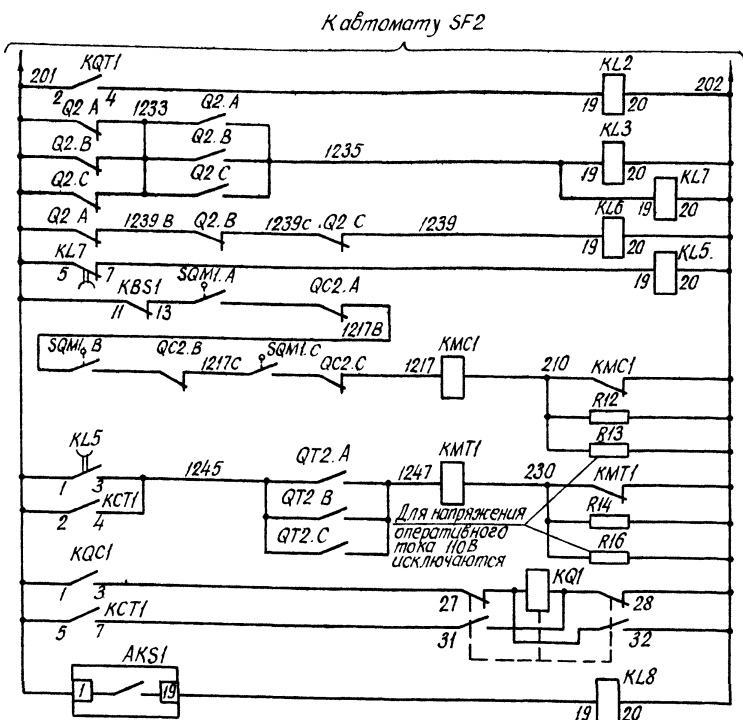 К автомату SF2
201 KQT1 KL2 202
2 4 19 20
Q2.A 1233 Q2.A
Q2.B Q2.B 1235 KL3
Q2.C Q2 C 19 20 KL7
19 20
Q2 A 1239 B Q2.B 1239c Q2 C 1239 KL6
19 20
KL7 KL5.
5 7 19 20
KBS1 SQM1.A QC2.A
11 13
1217B
SQM1. B QC2.B 1217C SQM1.C QC2.C 1217 KMC1 210 KMC1
R12
R13
KL5
1 3 1245 QT2.A 1247 KMT1 230 KMT1
2 4 KCT1 QT2 B R14
QT2.C R16
Для напряжения
оперативного
тока 110 В
исключаются
KQC1
1 3 27 KQ1 28
KCT1
5 7 31 32
AKS1
1 19 KL8
19 20